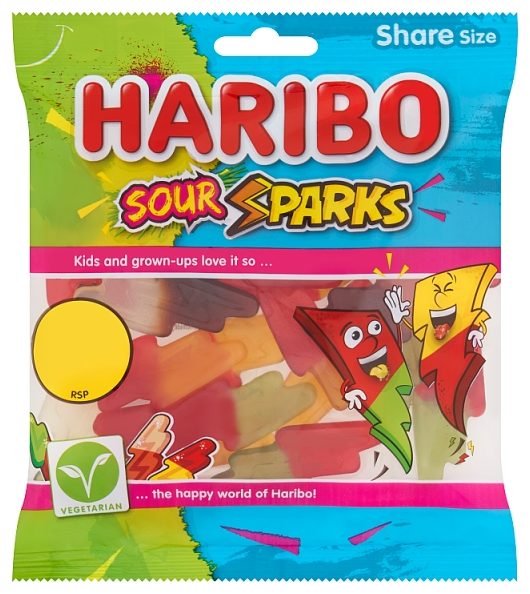 Share Size
HARIBO
SOUR SPARKS
Kids and grown-ups love it so ...
RSP
VEGETARIAN
... the happy world of Haribo!